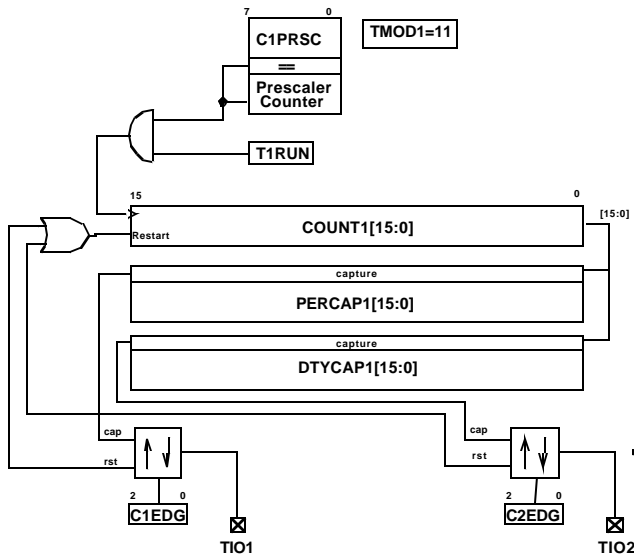 7 0
C1PRSC
TMOD1=11
==
Prescaler
Counter
T1RUN
15 0
[15:0]
COUNT1[15:0]
Restart
capture
PERCAP1[15:0]
capture
DTYCAP1[15:0]
cap
rst
cap
rst
2 0
2 0
C1EDG
C2EDG
TIO1
TIO2